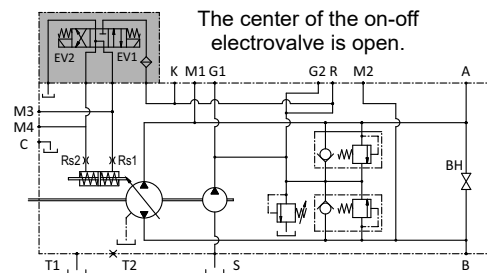 The center of the on-off
electrovalve is open.
EV2 EV1
K M1 G1 G2 R M2 A
M3
M4
C
Rs2 Rs1
BH
T1 T2 S B